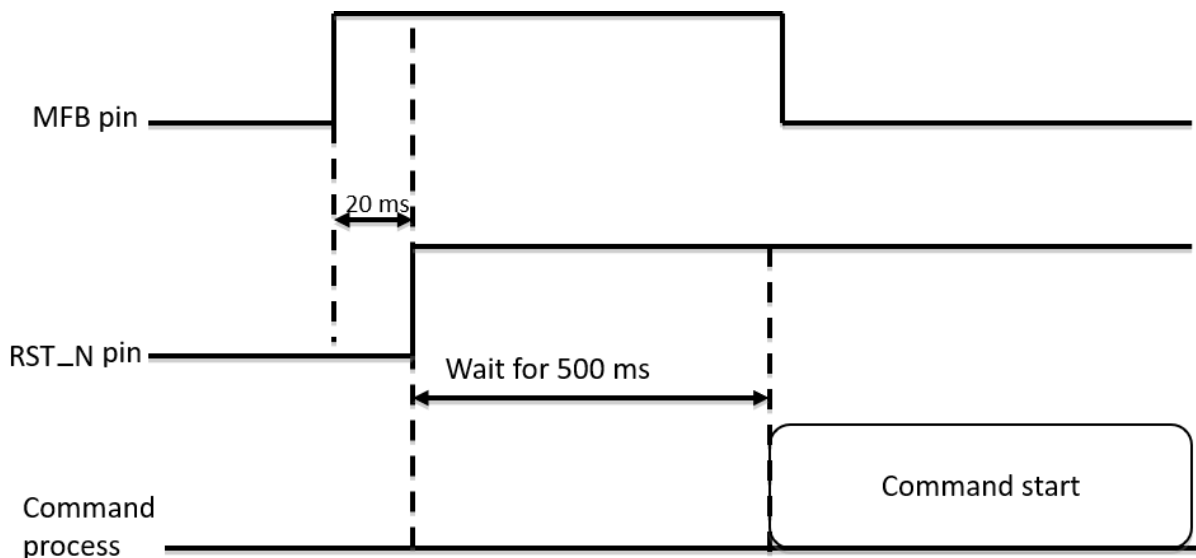 MFB pin
20 ms
RST_N pin
Wait for 500 ms
Command start
Command
process